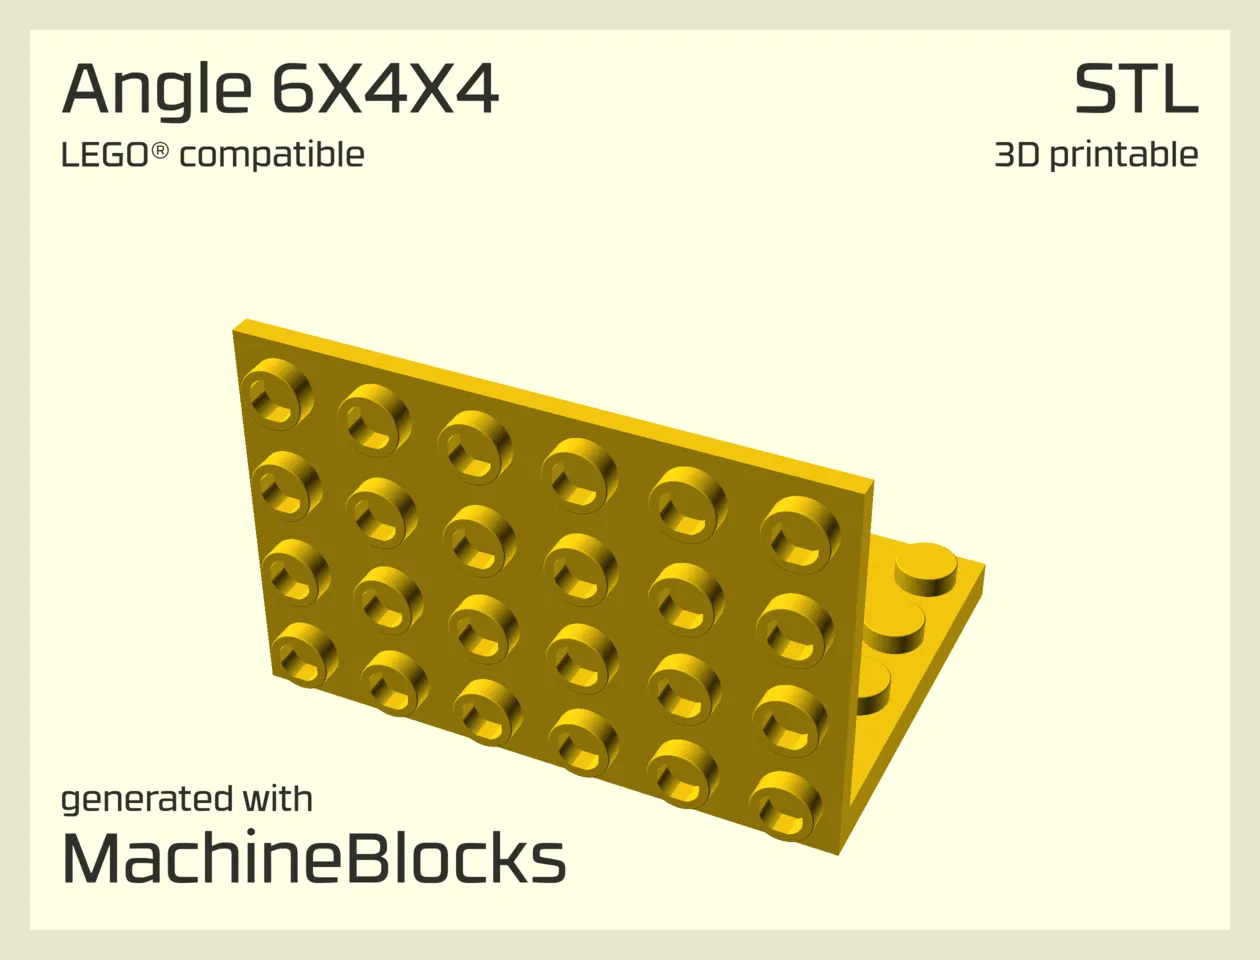 Angle 6X4X4
LEGO® compatible
STL
3D printable
generated with
MachineBlocks